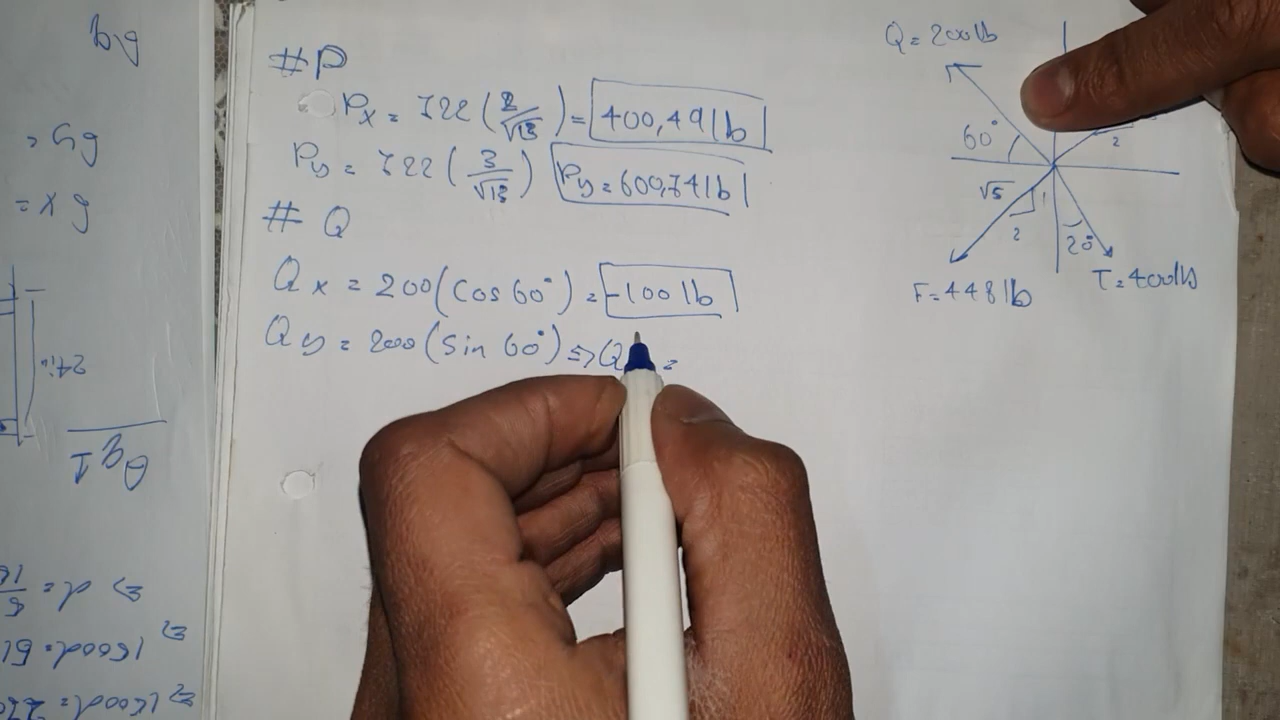 #P
Px = 722 (2/√13) = 400,49 lb
Py = 722 (3/√13) Py = 600,74 lb
# Q
Qx = 200 (Cos 60°) = -100 lb
Qy = 200 (Sin 60°) => Q =
Q = 200 lb
60°
2
√5
1
2
20°
F = 448 lb
T = 400 lb